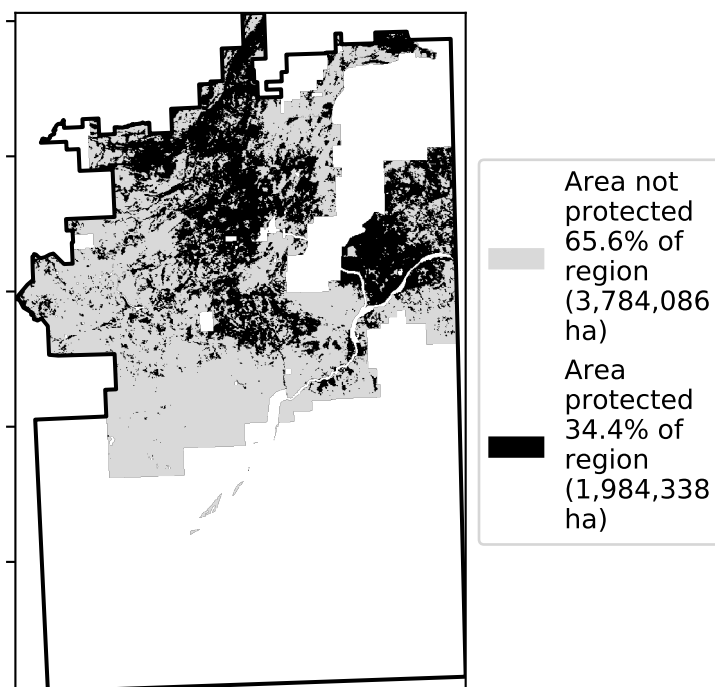 Area not
protected
65.6% of
region
(3,784,086
ha)
Area
protected
34.4% of
region
(1,984,338
ha)